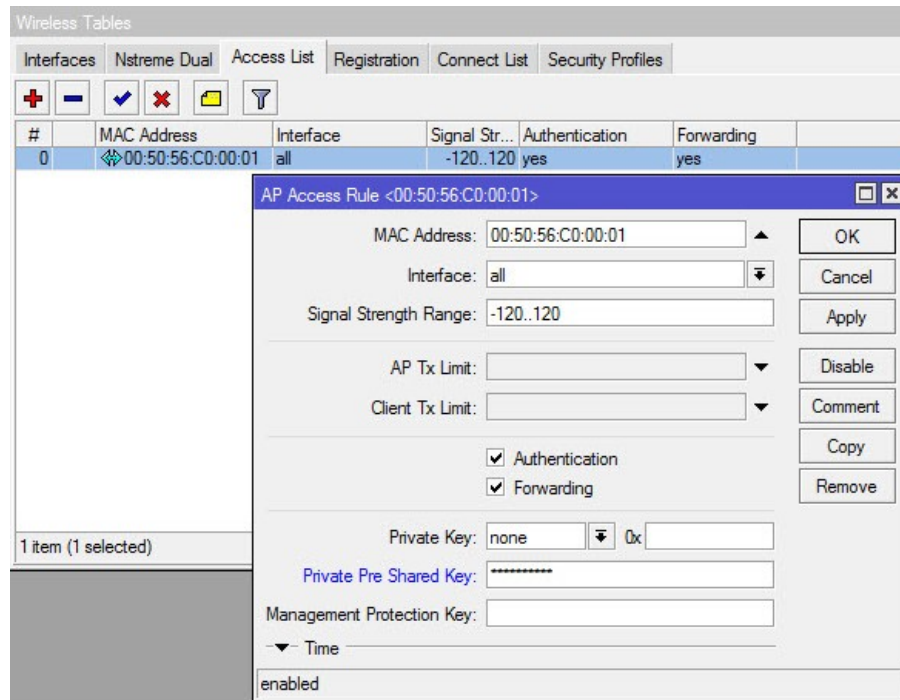 Wireless Tables
Interfaces Nstreme Dual Access List Registration Connect List Security Profiles
# MAC Address Interface Signal Str... Authentication Forwarding
0 00:50:56:C0:00:01 all -120..120 yes yes
AP Access Rule <00:50:56:C0:00:01>
MAC Address: 00:50:56:C0:00:01 OK
Interface: all Cancel
Signal Strength Range: -120..120 Apply
AP Tx Limit: Disable
Client Tx Limit: Comment
Copy
Authentication
Forwarding Remove
Private Key: none 0x
1 item (1 selected)
Private Pre Shared Key: **********
Management Protection Key:
Time
enabled